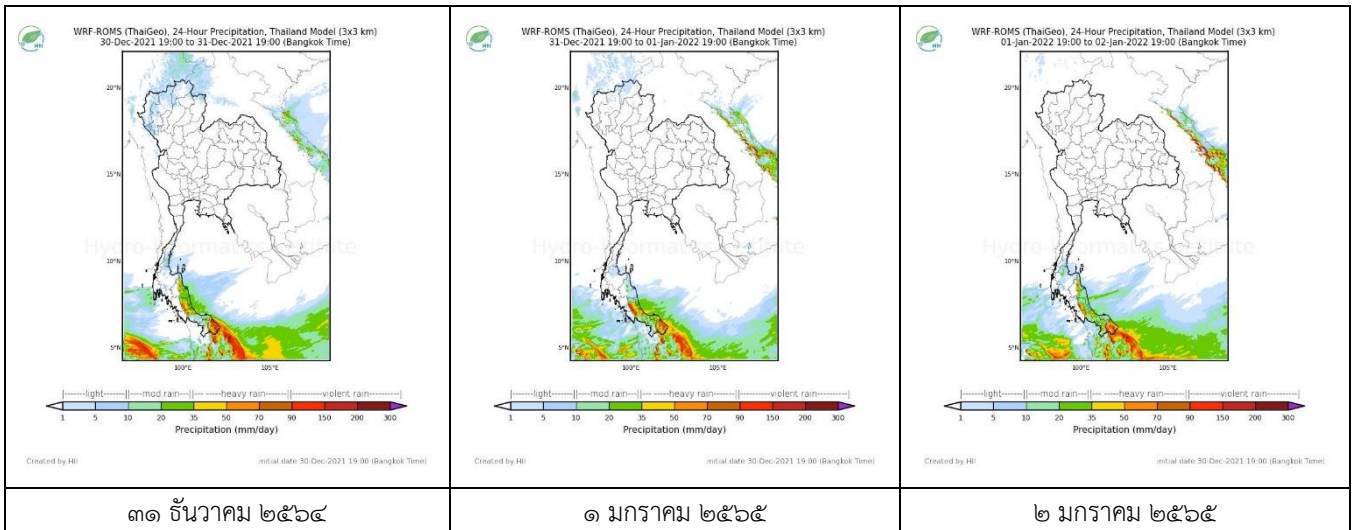 WRF-ROMS (ThaiGeo), 24-Hour Precipitation, Thailand Model (3x3 km)
30-Dec-2021 19:00 to 31-Dec-2021 19:00 (Bangkok Time)
HII
20°N
15°N
10°N
5°N
Hydro-Informatics Institute
100°E 105°E
|-------light-------||----mod.rain---||--- ----heavy rain----||-------violent rain--------|
1 5 10 20 35 50 70 90 150 200 300
Precipitation (mm/day)
Created by HII initial date 30-Dec-2021 19:00 (Bangkok Time)
๓๑ ธันวาคม ๒๕๖๔
WRF-ROMS (ThaiGeo), 24-Hour Precipitation, Thailand Model (3x3 km)
31-Dec-2021 19:00 to 01-Jan-2022 19:00 (Bangkok Time)
HII
20°N
15°N
10°N
5°N
Hydro-Informatics Institute
100°E 105°E
|-------light-------||----mod.rain---||--- ----heavy rain----||-------violent rain--------|
1 5 10 20 35 50 70 90 150 200 300
Precipitation (mm/day)
Created by HII initial date 30-Dec-2021 19:00 (Bangkok Time)
๑ มกราคม ๒๕๖๕
WRF-ROMS (ThaiGeo), 24-Hour Precipitation, Thailand Model (3x3 km)
01-Jan-2022 19:00 to 02-Jan-2022 19:00 (Bangkok Time)
HII
20°N
15°N
10°N
5°N
Hydro-Informatics Institute
100°E 105°E
|-------light-------||----mod.rain---||--- ----heavy rain----||-------violent rain--------|
1 5 10 20 35 50 70 90 150 200 300
Precipitation (mm/day)
Created by HII initial date 30-Dec-2021 19:00 (Bangkok Time)
๒ มกราคม ๒๕๖๕